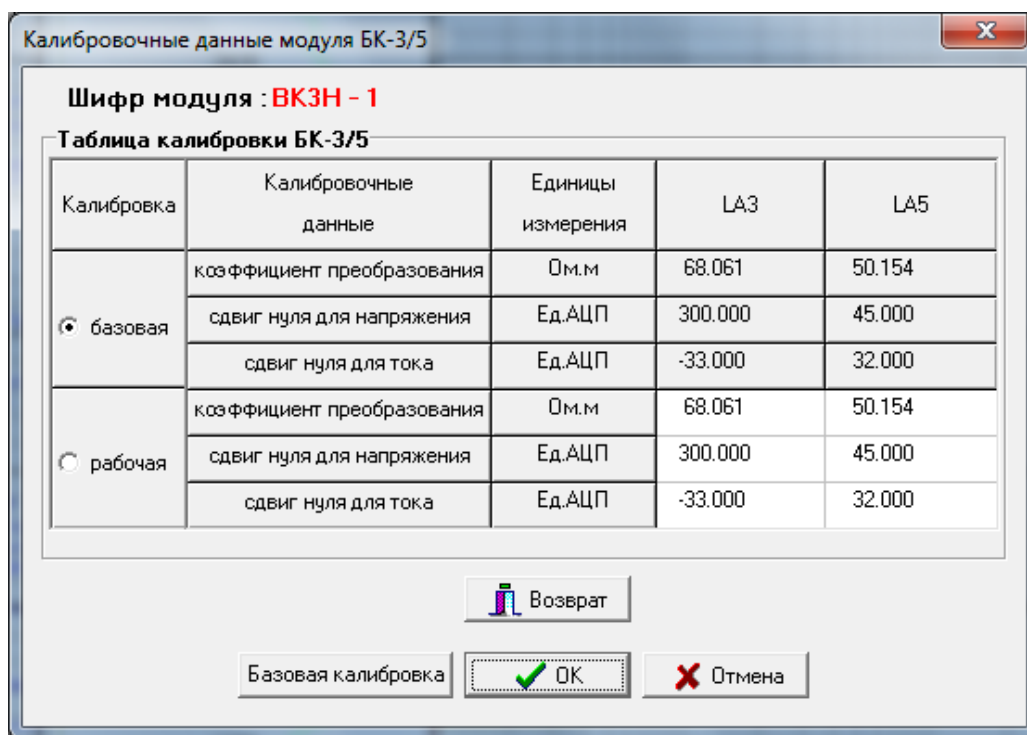 Калибровочные данные модуля БК-3/5
Шифр модуля : ВКЗН - 1
Таблица калибровки БК-3/5
Калибровка Калибровочные данные Единицы измерения LA3 LA5
базовая
коэффициент преобразования Ом.м 68.061 50.154
сдвиг нуля для напряжения Ед.АЦП 300.000 45.000
сдвиг нуля для тока Ед.АЦП -33.000 32.000
рабочая
коэффициент преобразования Ом.м 68.061 50.154
сдвиг нуля для напряжения Ед.АЦП 300.000 45.000
сдвиг нуля для тока Ед.АЦП -33.000 32.000
Возврат
Базовая калибровка OK Отмена